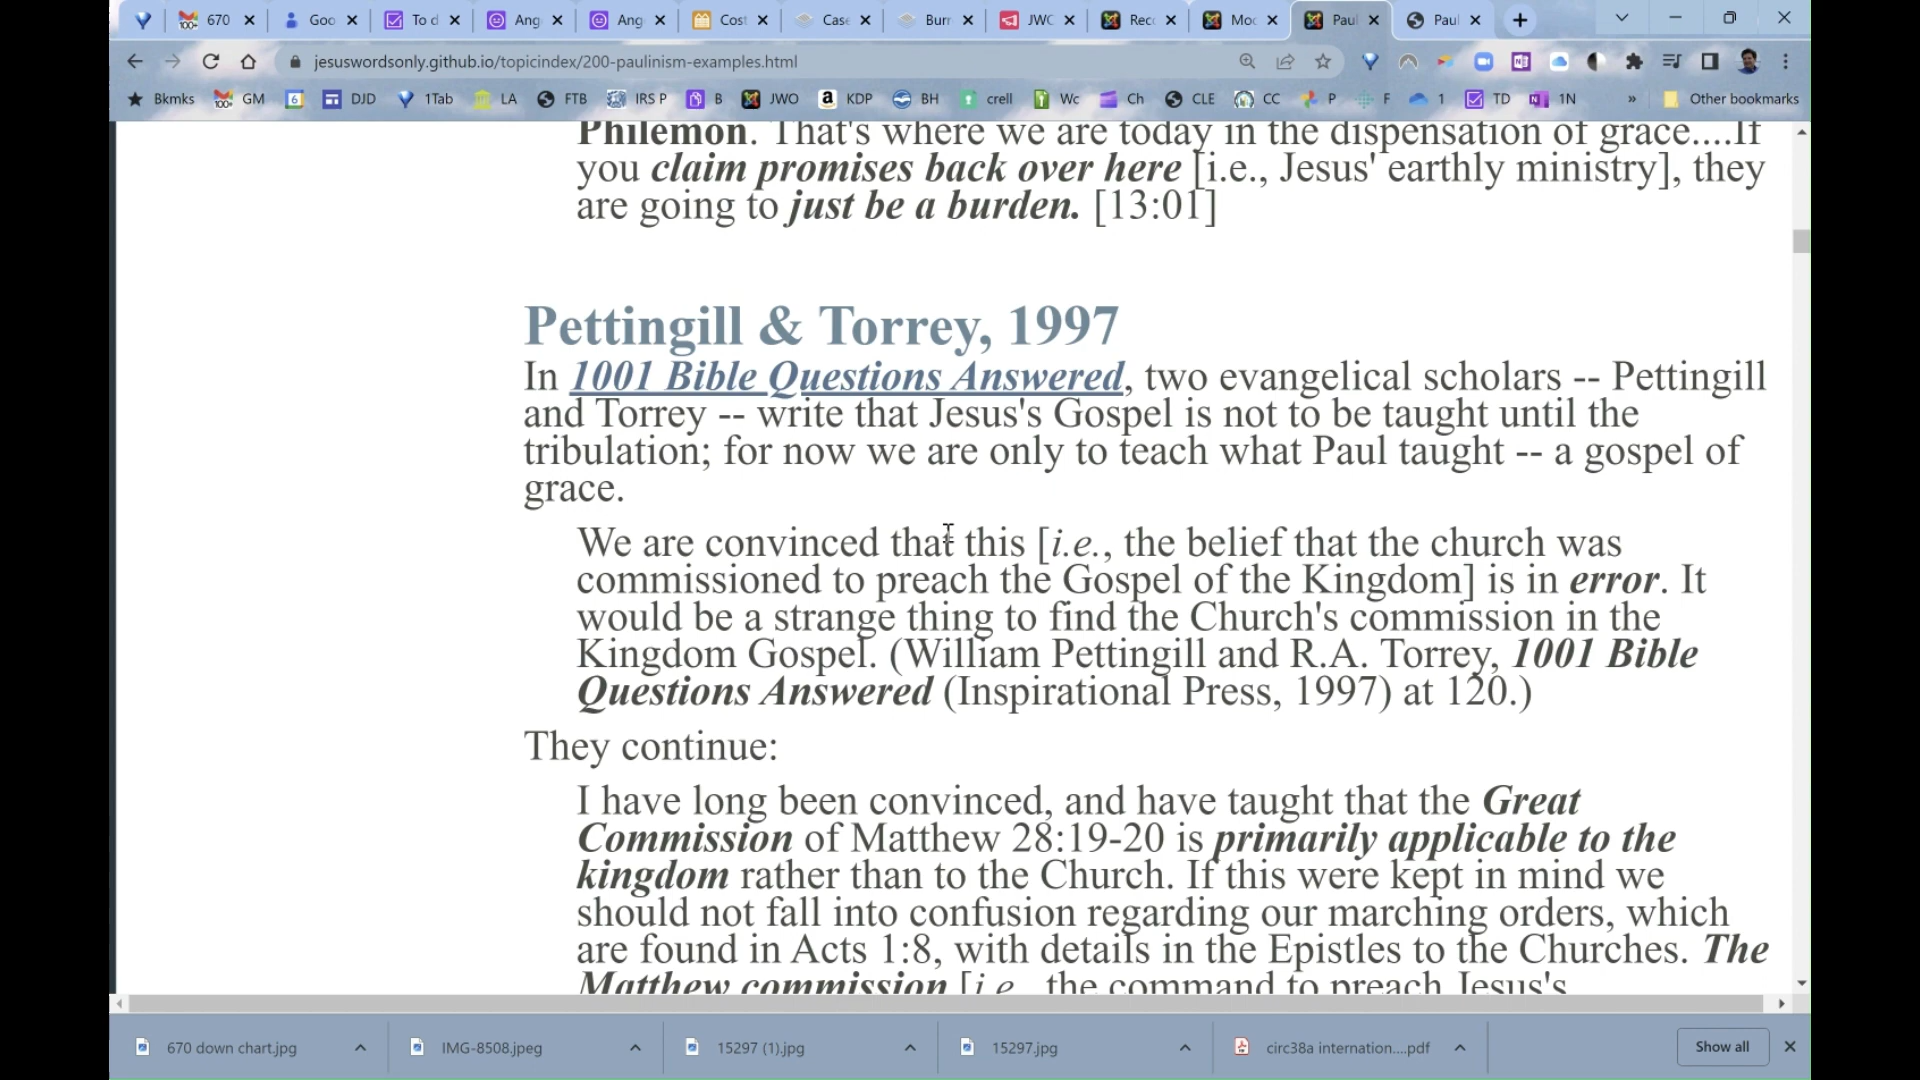 670
Goo
To d
Ang
Ang
Cost
Case
Burn
JWC
Rec
Moc
Paul
Paul
jesuswordsonly.github.io/topicindex/200-paulinism-examples.html
Bkmks GM 6 DJD 1Tab LA FTB IRS P B JWO KDP BH crell Wc Ch CLE CC P F 1 TD 1N » Other bookmarks
Philemon. That's where we are today in the dispensation of grace....If
you claim promises back over here [i.e., Jesus' earthly ministry], they
are going to just be a burden. [13:01]
Pettingill & Torrey, 1997
In 1001 Bible Questions Answered, two evangelical scholars -- Pettingill
and Torrey -- write that Jesus's Gospel is not to be taught until the
tribulation; for now we are only to teach what Paul taught -- a gospel of
grace.
We are convinced that this [i.e., the belief that the church was
commissioned to preach the Gospel of the Kingdom] is in error. It
would be a strange thing to find the Church's commission in the
Kingdom Gospel. (William Pettingill and R.A. Torrey, 1001 Bible
Questions Answered (Inspirational Press, 1997) at 120.)
They continue:
I have long been convinced, and have taught that the Great
Commission of Matthew 28:19-20 is primarily applicable to the
kingdom rather than to the Church. If this were kept in mind we
should not fall into confusion regarding our marching orders, which
are found in Acts 1:8, with details in the Epistles to the Churches. The
Matthew commission [i.e., the command to preach Jesus's
670 down chart.jpg
IMG-8508.jpeg
15297 (1).jpg
15297.jpg
circ38a internation....pdf
Show all